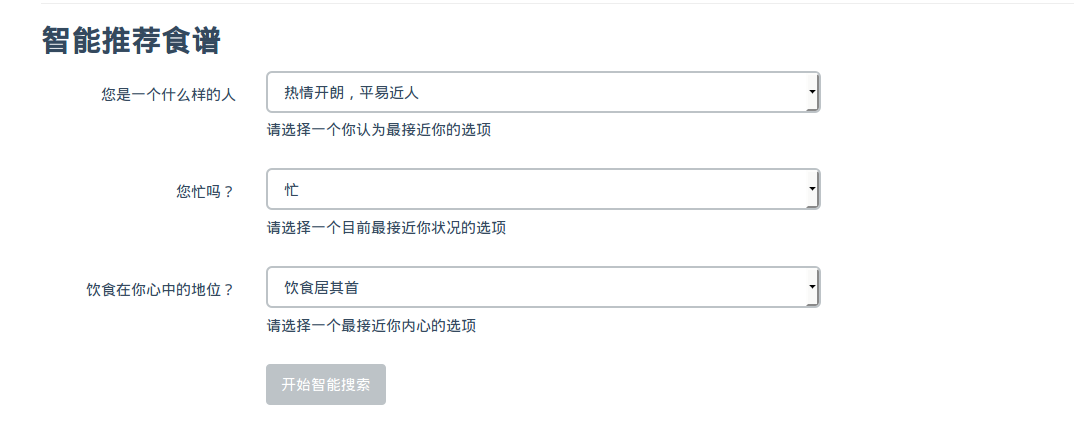 智能推荐食谱
您是一个什么样的人
热情开朗，平易近人
请选择一个你认为最接近你的选项
您忙吗？
忙
请选择一个目前最接近你状况的选项
饮食在你心中的地位？
饮食居其首
请选择一个最接近你内心的选项
开始智能搜索